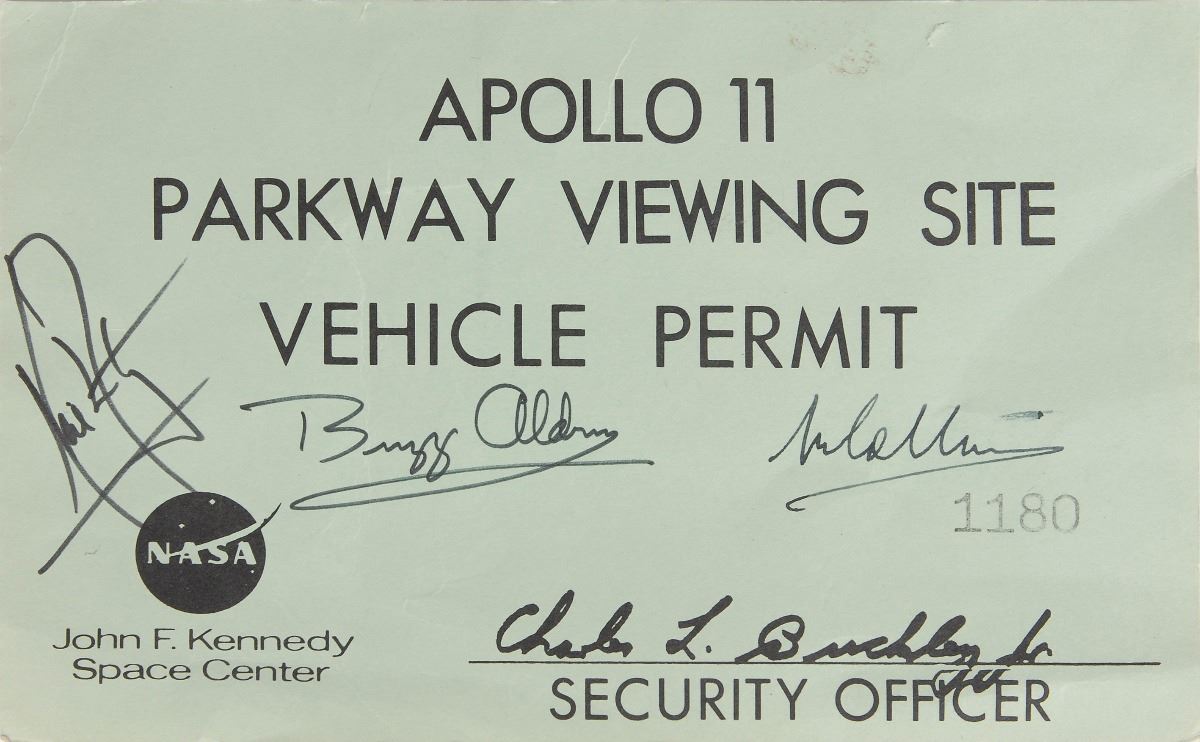 APOLLO 11
PARKWAY VIEWING SITE
VEHICLE PERMIT
Buzz Aldrin
1180
NASA
John F. Kennedy
Space Center
Charles L. Buckley Jr.
SECURITY OFFICER